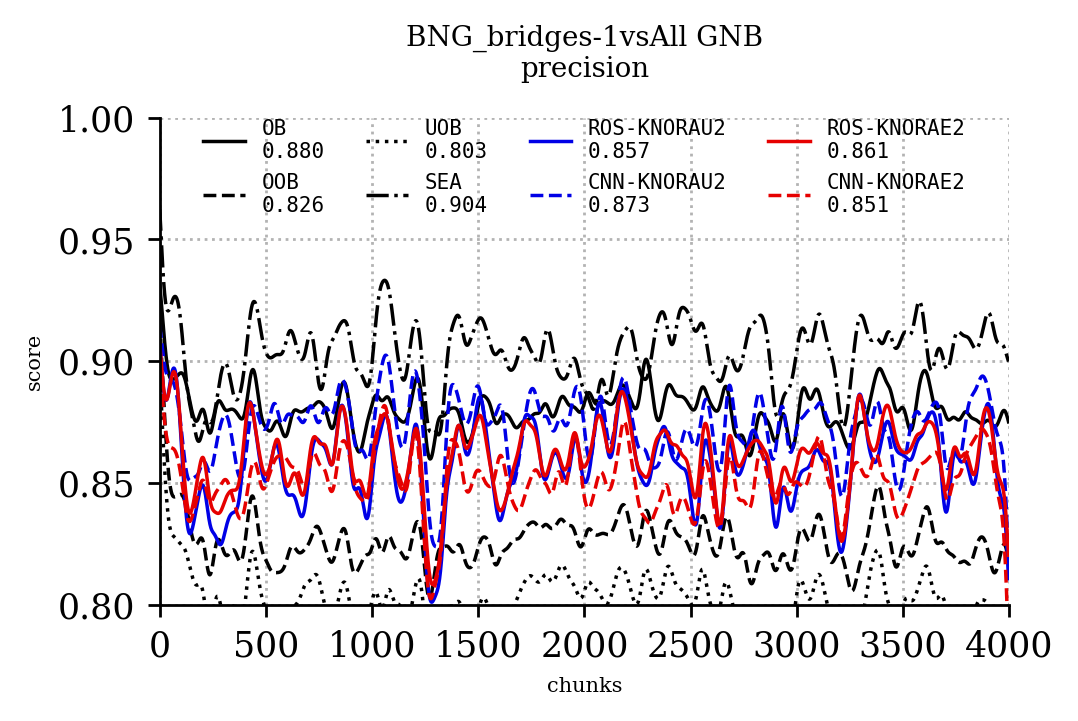 BNG_bridges-1vsAll GNB
precision
OB
0.880
UOB
0.803
ROS-KNORAU2
0.857
ROS-KNORAE2
0.861
OOB
0.826
SEA
0.904
CNN-KNORAU2
0.873
CNN-KNORAE2
0.851
1.00
0.95
0.90
0.85
0.80
score
0 500 1000 1500 2000 2500 3000 3500 4000
chunks